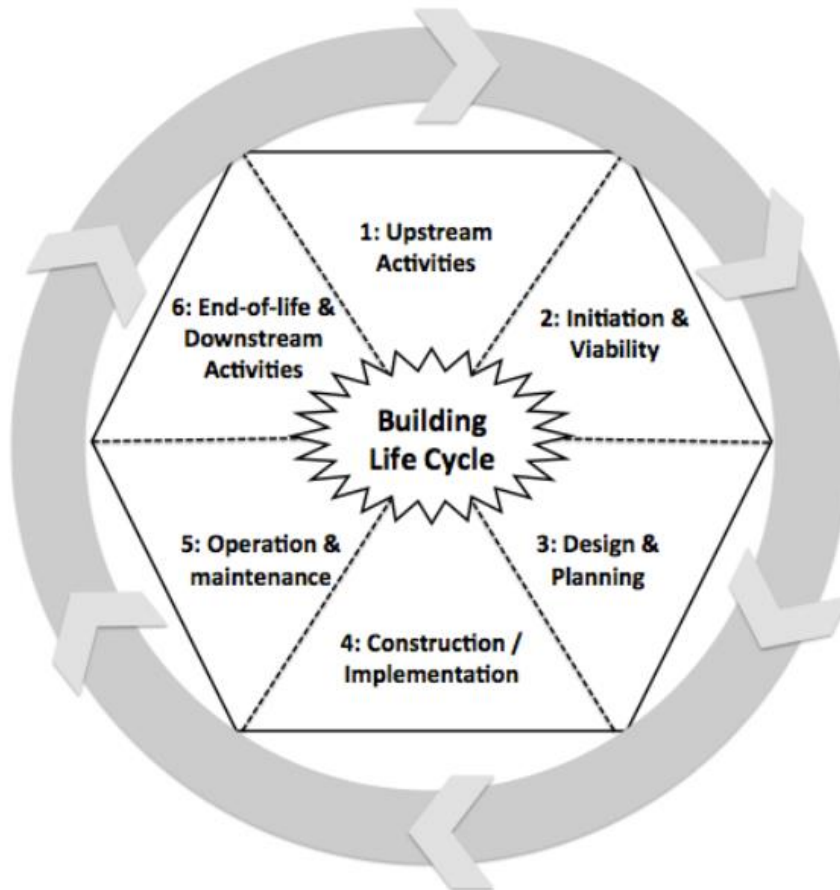 1: Upstream
Activities
2: Initiation &
Viability
3: Design &
Planning
4: Construction /
Implementation
5: Operation &
maintenance
6: End-of-life &
Downstream
Activities
Building
Life Cycle